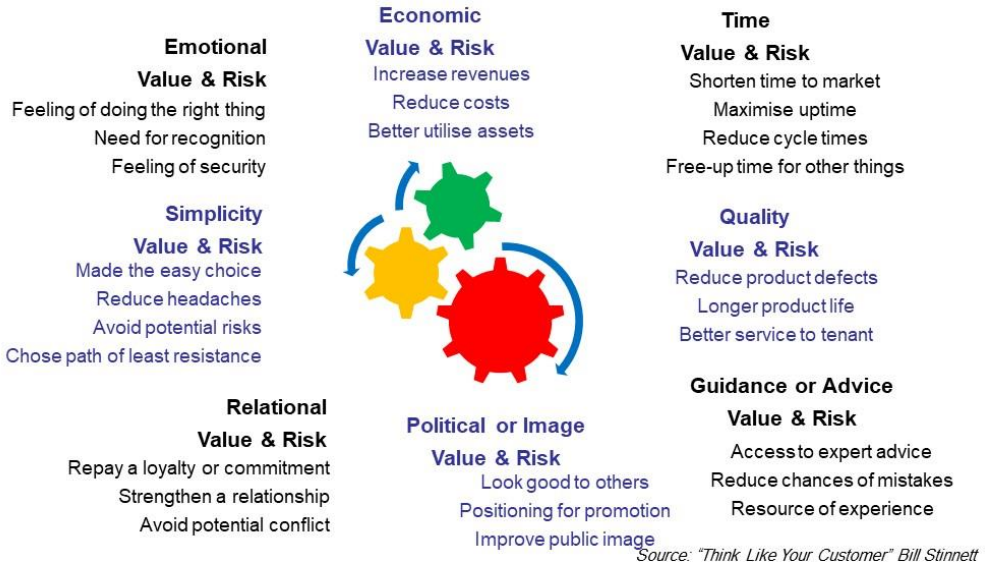 Economic
Value & Risk
Increase revenues
Reduce costs
Better utilise assets
Time
Value & Risk
Shorten time to market
Maximise uptime
Reduce cycle times
Free-up time for other things
Emotional
Value & Risk
Feeling of doing the right thing
Need for recognition
Feeling of security
Simplicity
Value & Risk
Made the easy choice
Reduce headaches
Avoid potential risks
Chose path of least resistance
Quality
Value & Risk
Reduce product defects
Longer product life
Better service to tenant
Relational
Value & Risk
Repay a loyalty or commitment
Strengthen a relationship
Avoid potential conflict
Political or Image
Value & Risk
Look good to others
Positioning for promotion
Improve public image
Guidance or Advice
Value & Risk
Access to expert advice
Reduce chances of mistakes
Resource of experience
Source: “Think Like Your Customer” Bill Stinnett